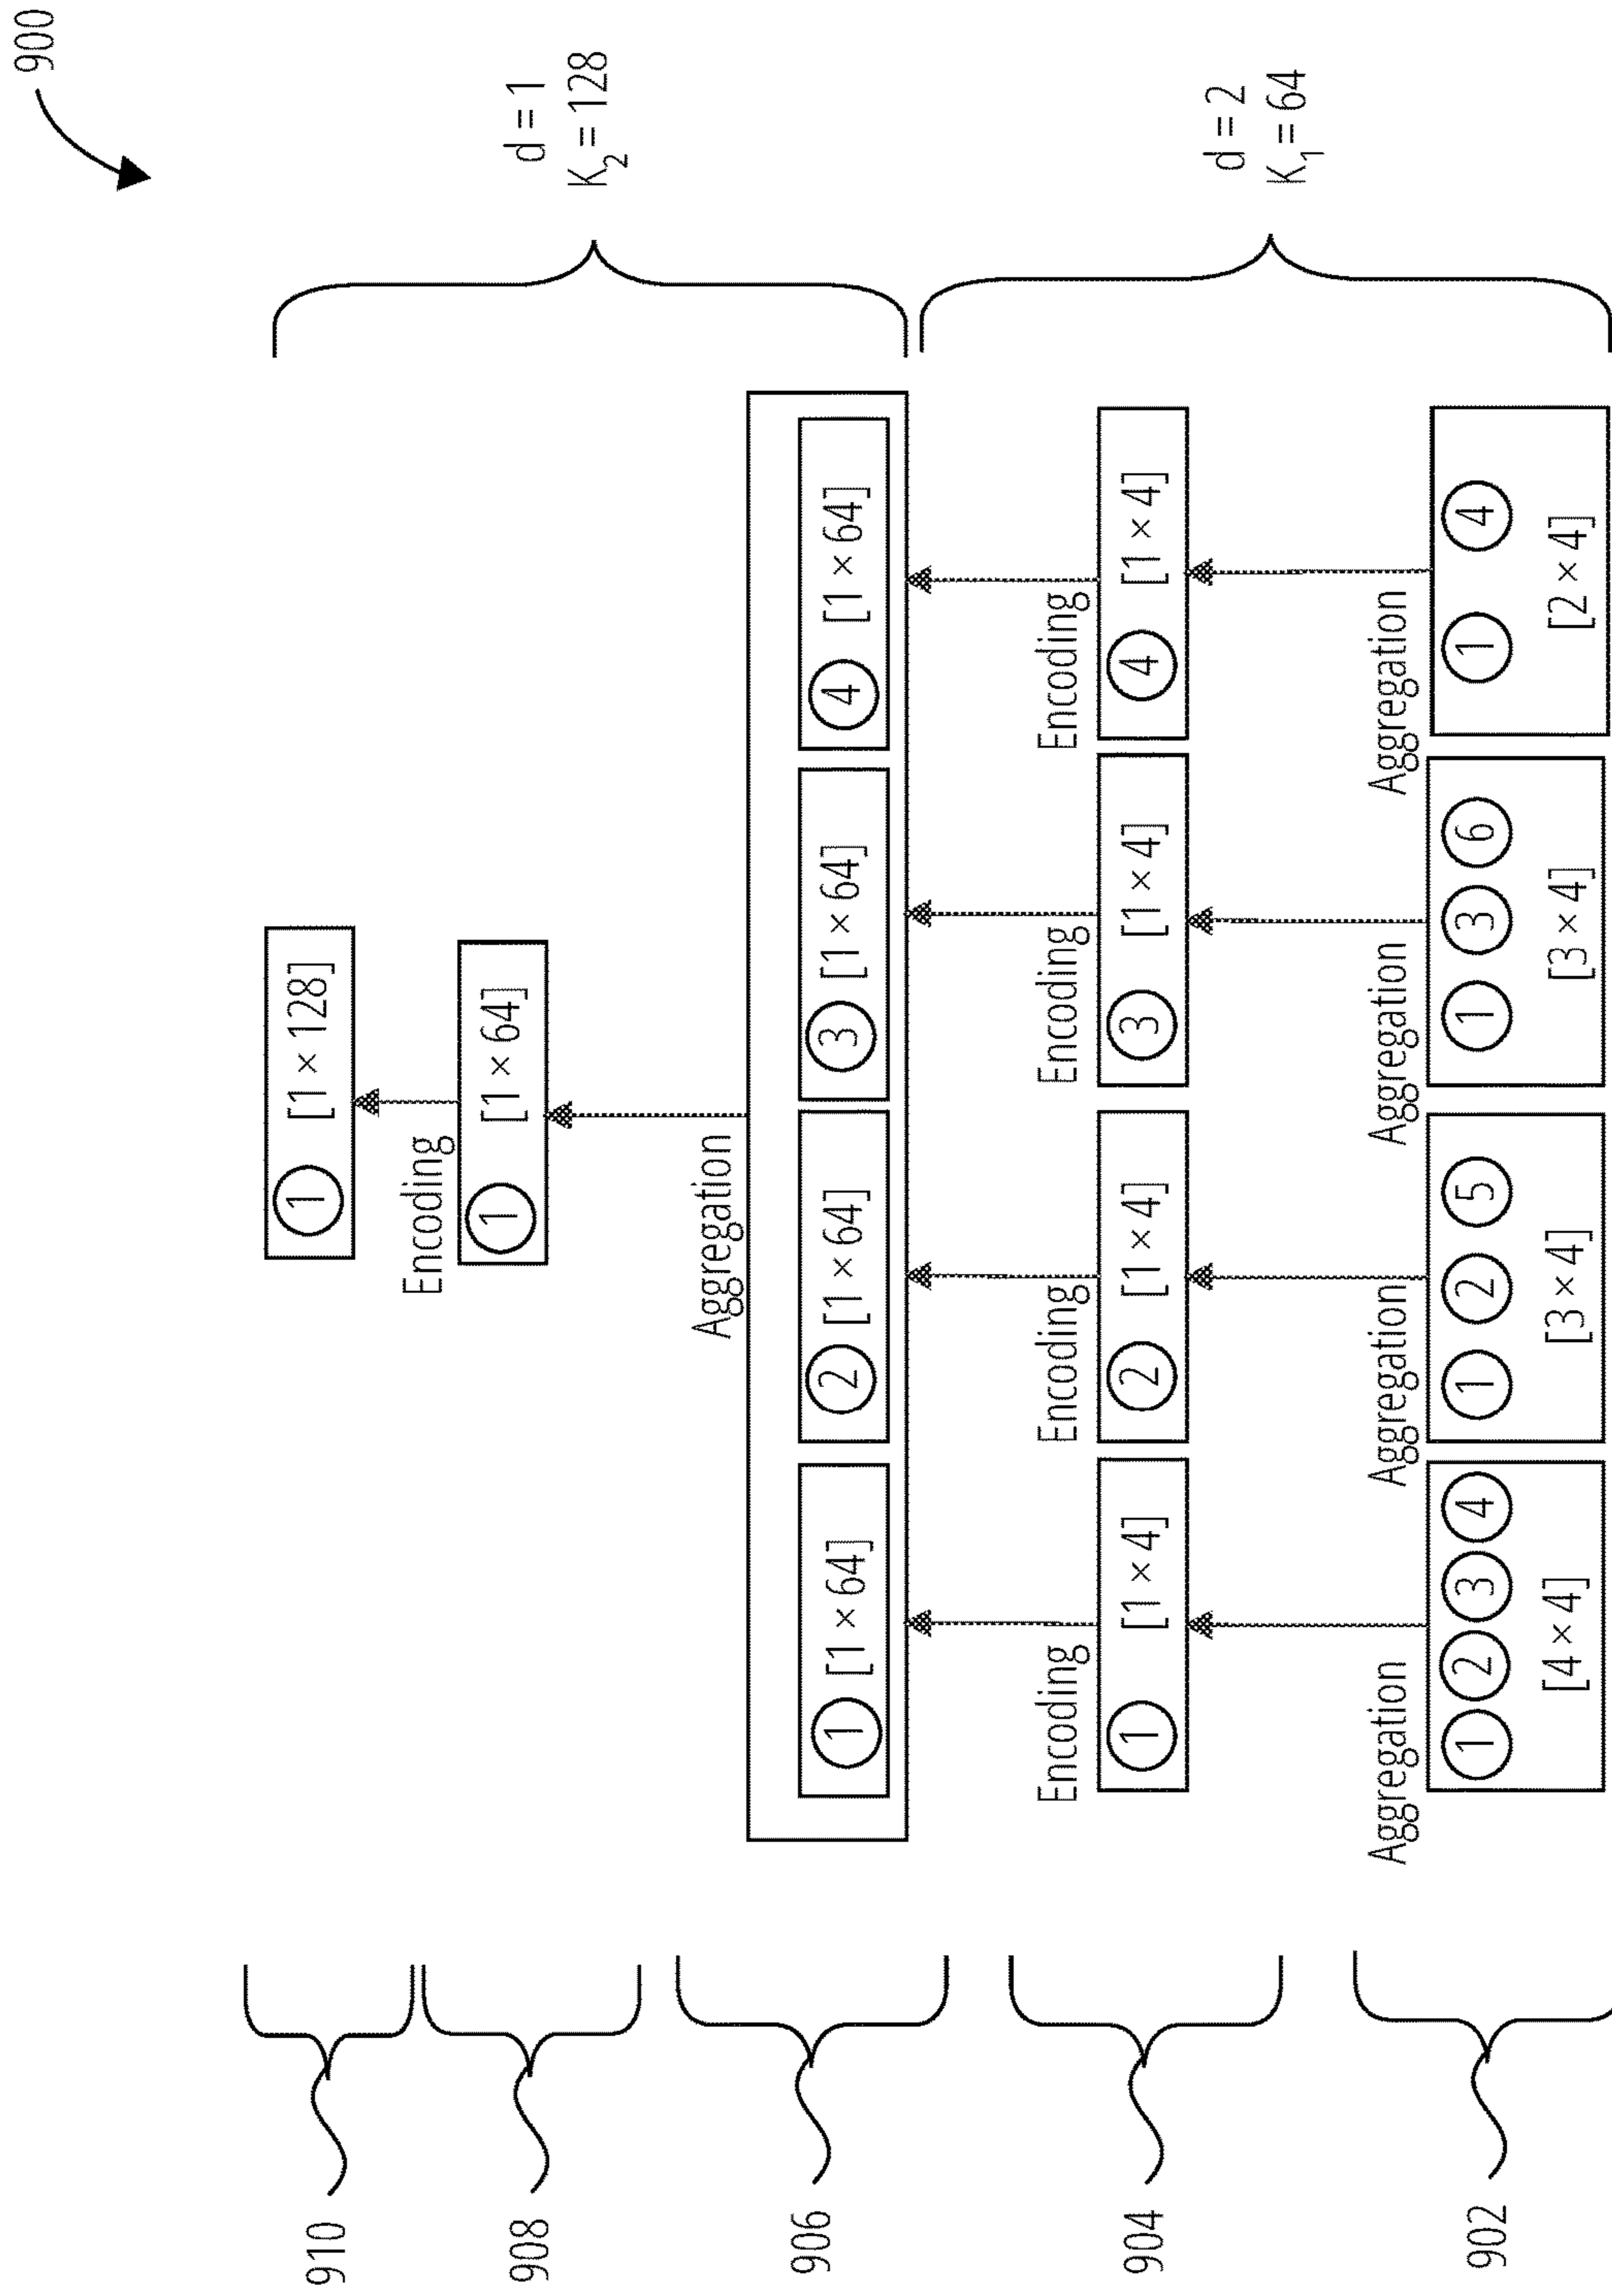 900
910
① [1 × 128]
d = 1
K₂ = 128
Encoding
908
① [1 × 64]
Aggregation
906
① [1 × 64]
② [1 × 64]
③ [1 × 64]
④ [1 × 64]
Encoding
Encoding
Encoding
Encoding
904
① [1 × 4]
② [1 × 4]
③ [1 × 4]
④ [1 × 4]
d = 2
K₁ = 64
Aggregation
Aggregation
Aggregation
Aggregation
902
① ② ③ ④
[4 × 4]
① ② ⑤
[3 × 4]
① ③ ⑥
[3 × 4]
① ④
[2 × 4]